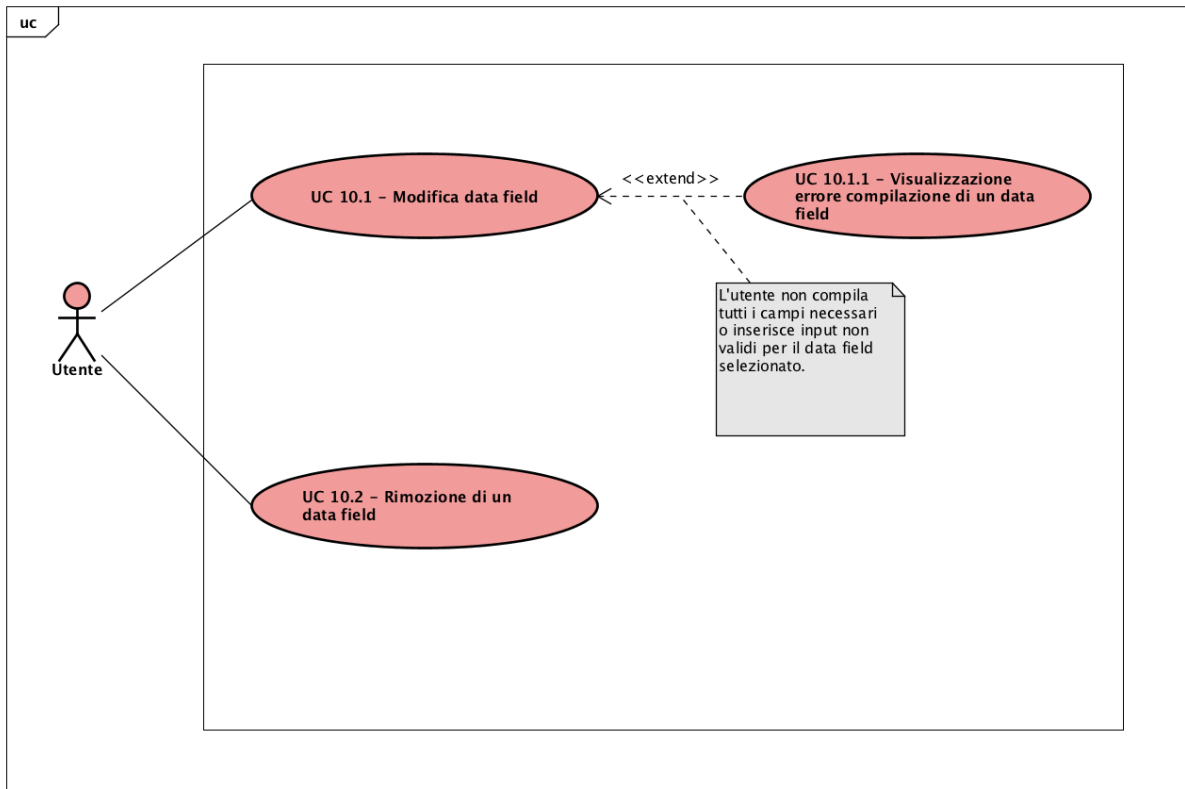 uc
UC 10.1 – Modifica data field
<<extend>>
UC 10.1.1 – Visualizzazione
errore compilazione di un data
field
L'utente non compila
tutti i campi necessari
o inserisce input non
validi per il data field
selezionato.
Utente
UC 10.2 – Rimozione di un
data field